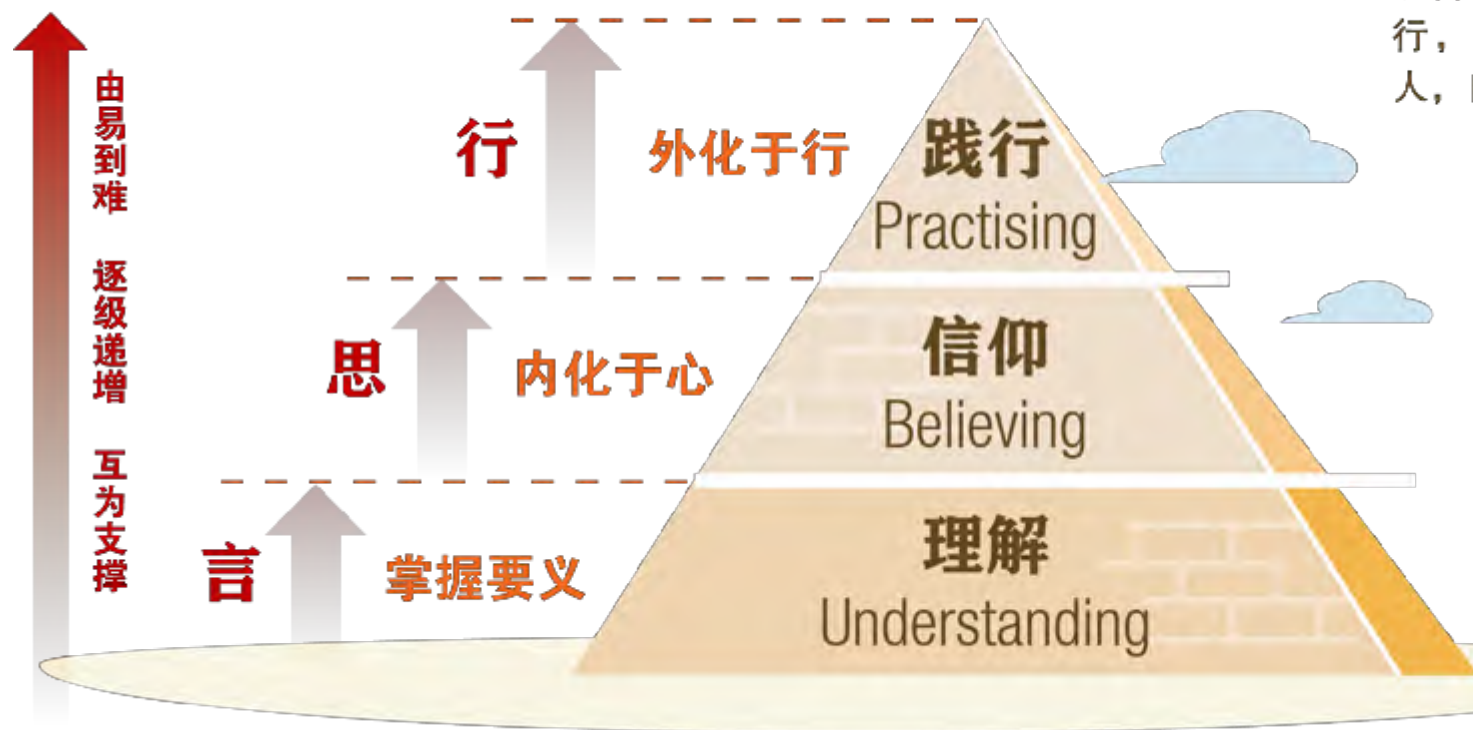 行，
人，
由易到难 逐级递增 互为支撑
行
外化于行
践行
Practising
思
内化于心
信仰
Believing
言
掌握要义
理解
Understanding